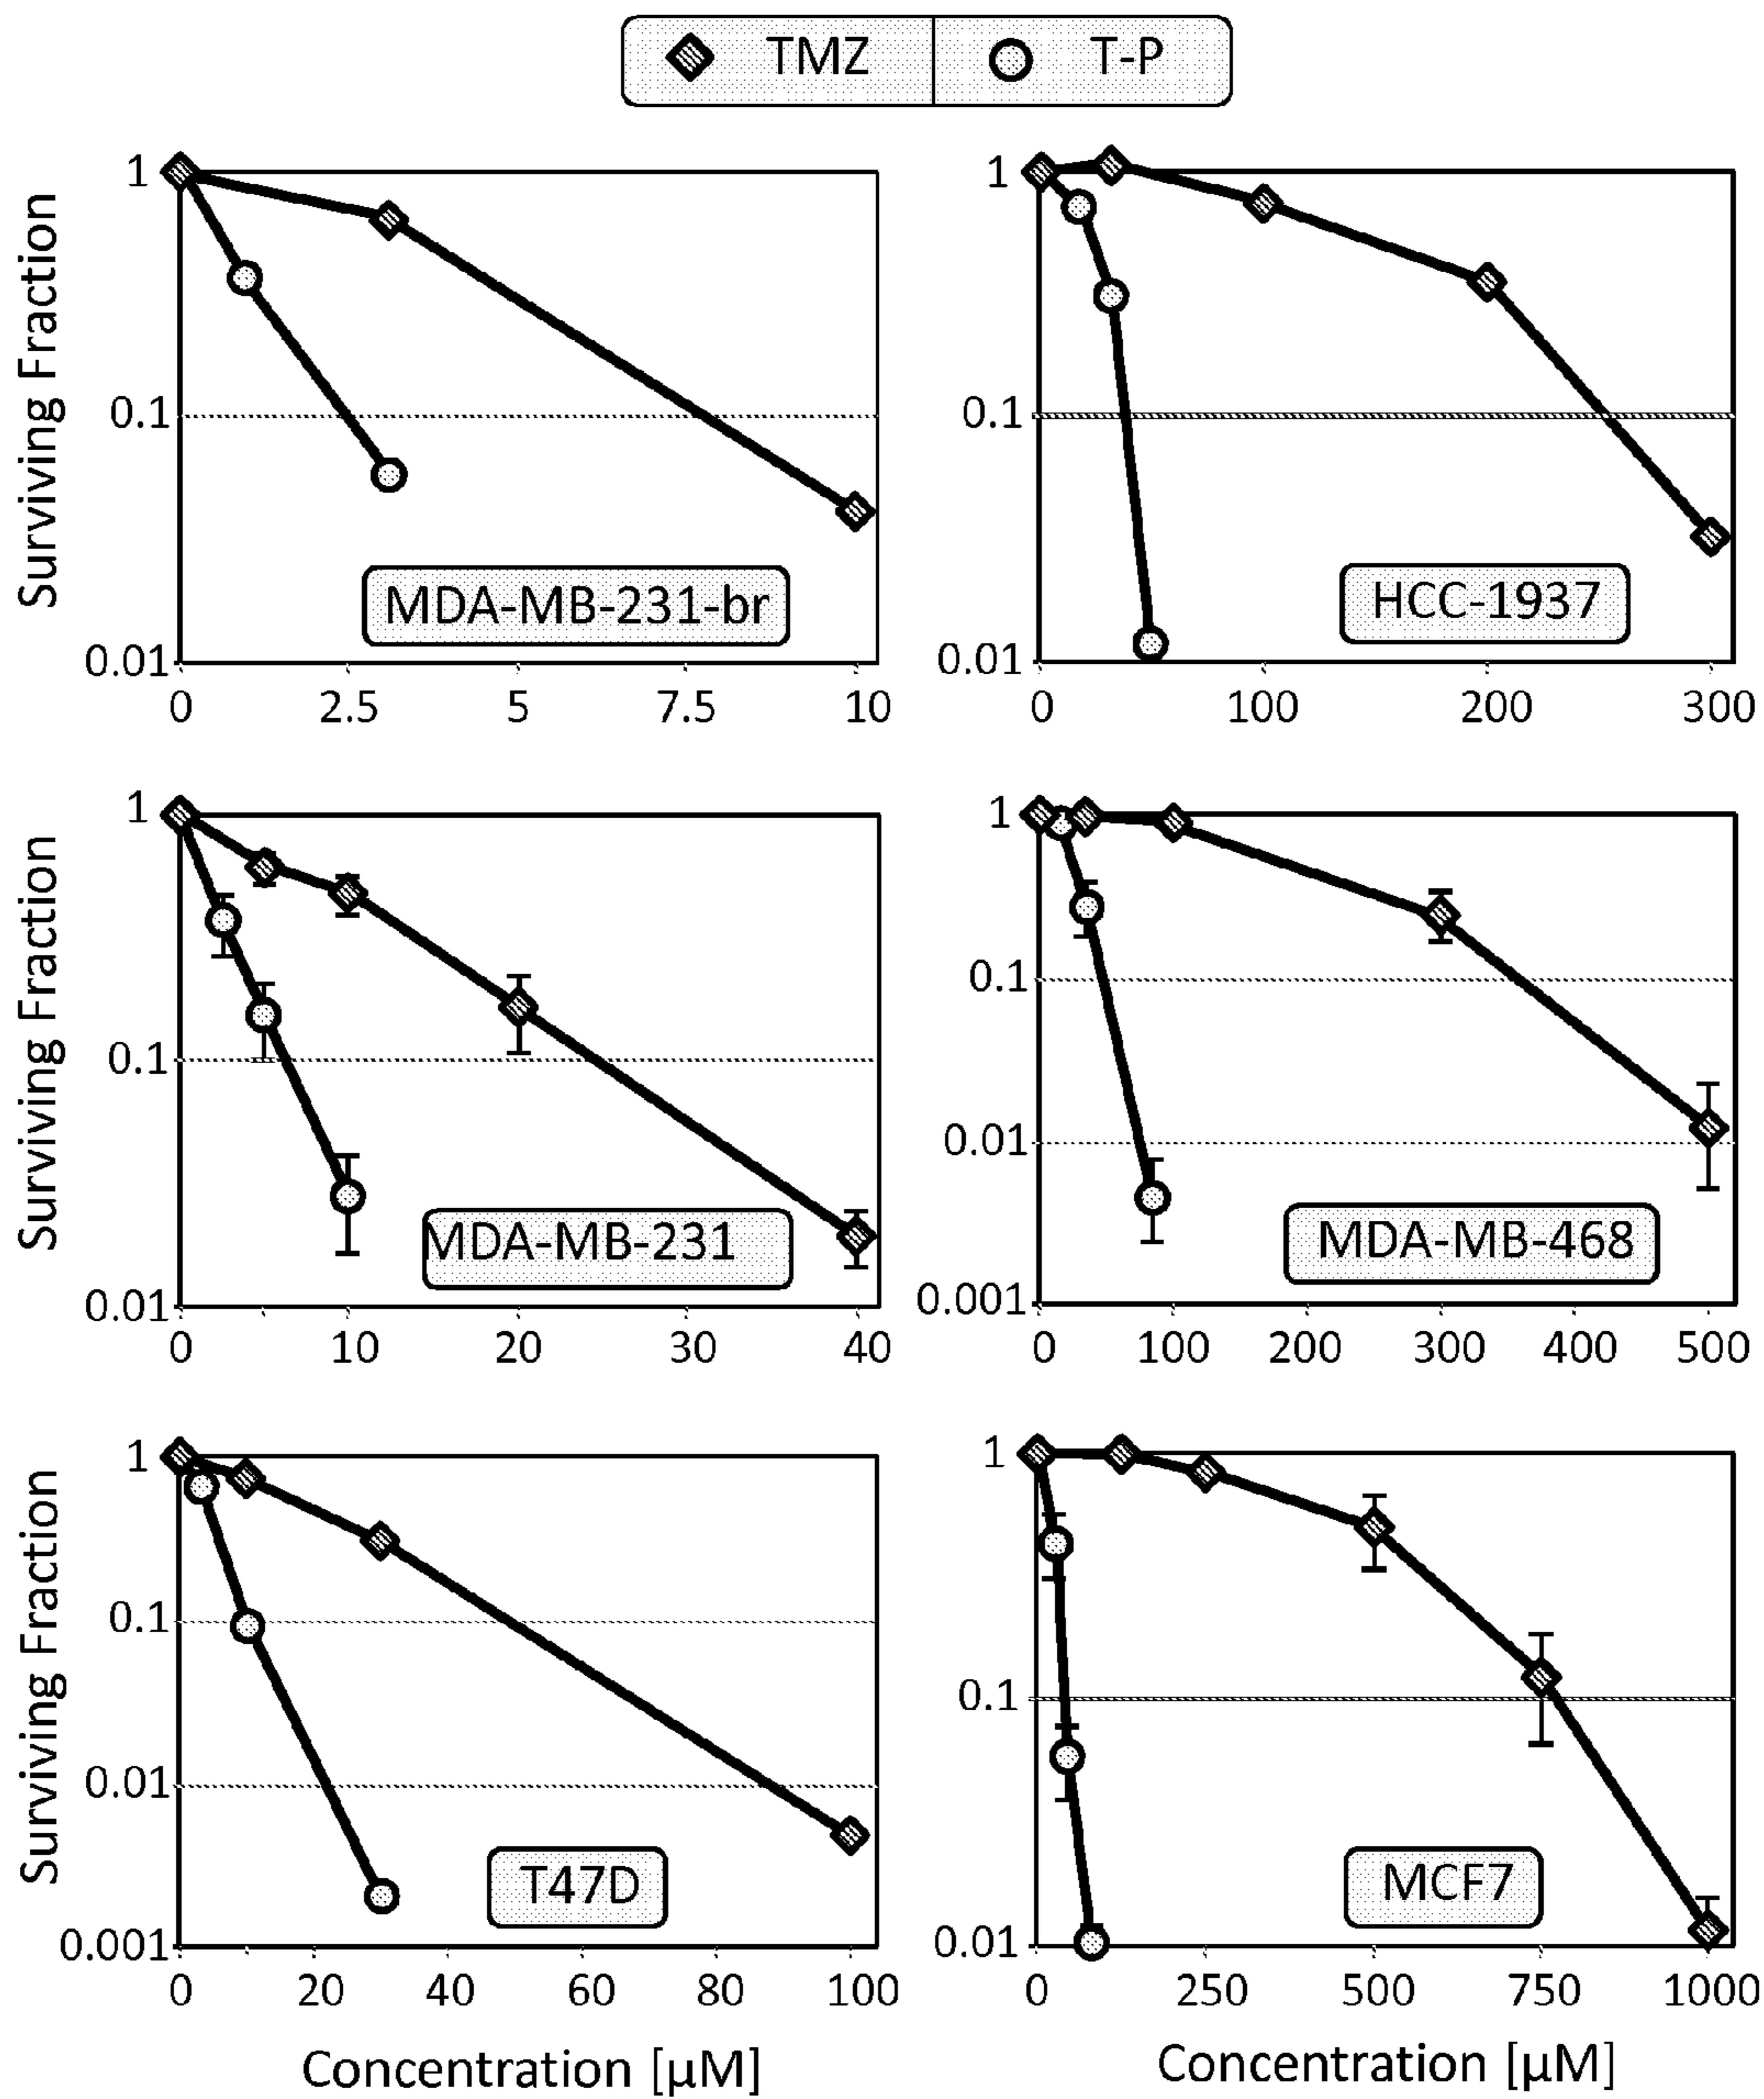 TMZ T-P
Surviving Fraction
1
0.1
0.01
0 2.5 5 7.5 10
MDA-MB-231-br
1
0.1
0.01
0 100 200 300
HCC-1937
Surviving Fraction
1
0.1
0.01
0 10 20 30 40
MDA-MB-231
1
0.1
0.01
0.001
0 100 200 300 400 500
MDA-MB-468
Surviving Fraction
1
0.1
0.01
0.001
0 20 40 60 80 100
T47D
Concentration [µM]
1
0.1
0.01
0 250 500 750 1000
MCF7
Concentration [µM]